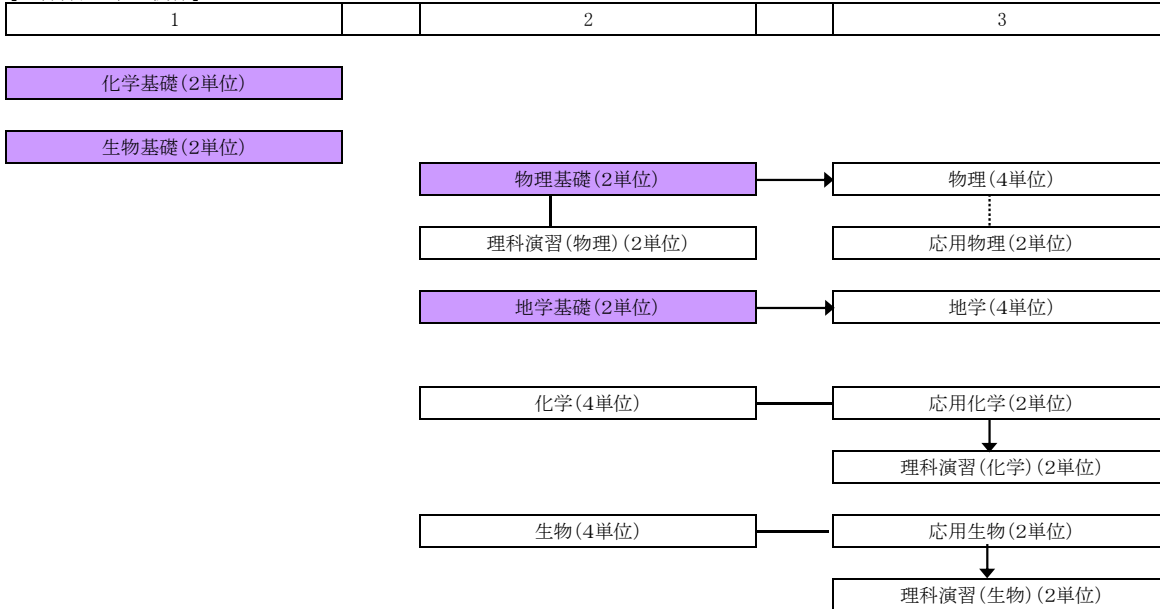 1 2 3
化学基礎(2単位)
生物基礎(2単位)
物理基礎(2単位) 物理(4単位)
理科演習(物理)(2単位) 応用物理(2単位)
地学基礎(2単位) 地学(4単位)
化学(4単位) 応用化学(2単位)
理科演習(化学)(2単位)
生物(4単位) 応用生物(2単位)
理科演習(生物)(2単位)